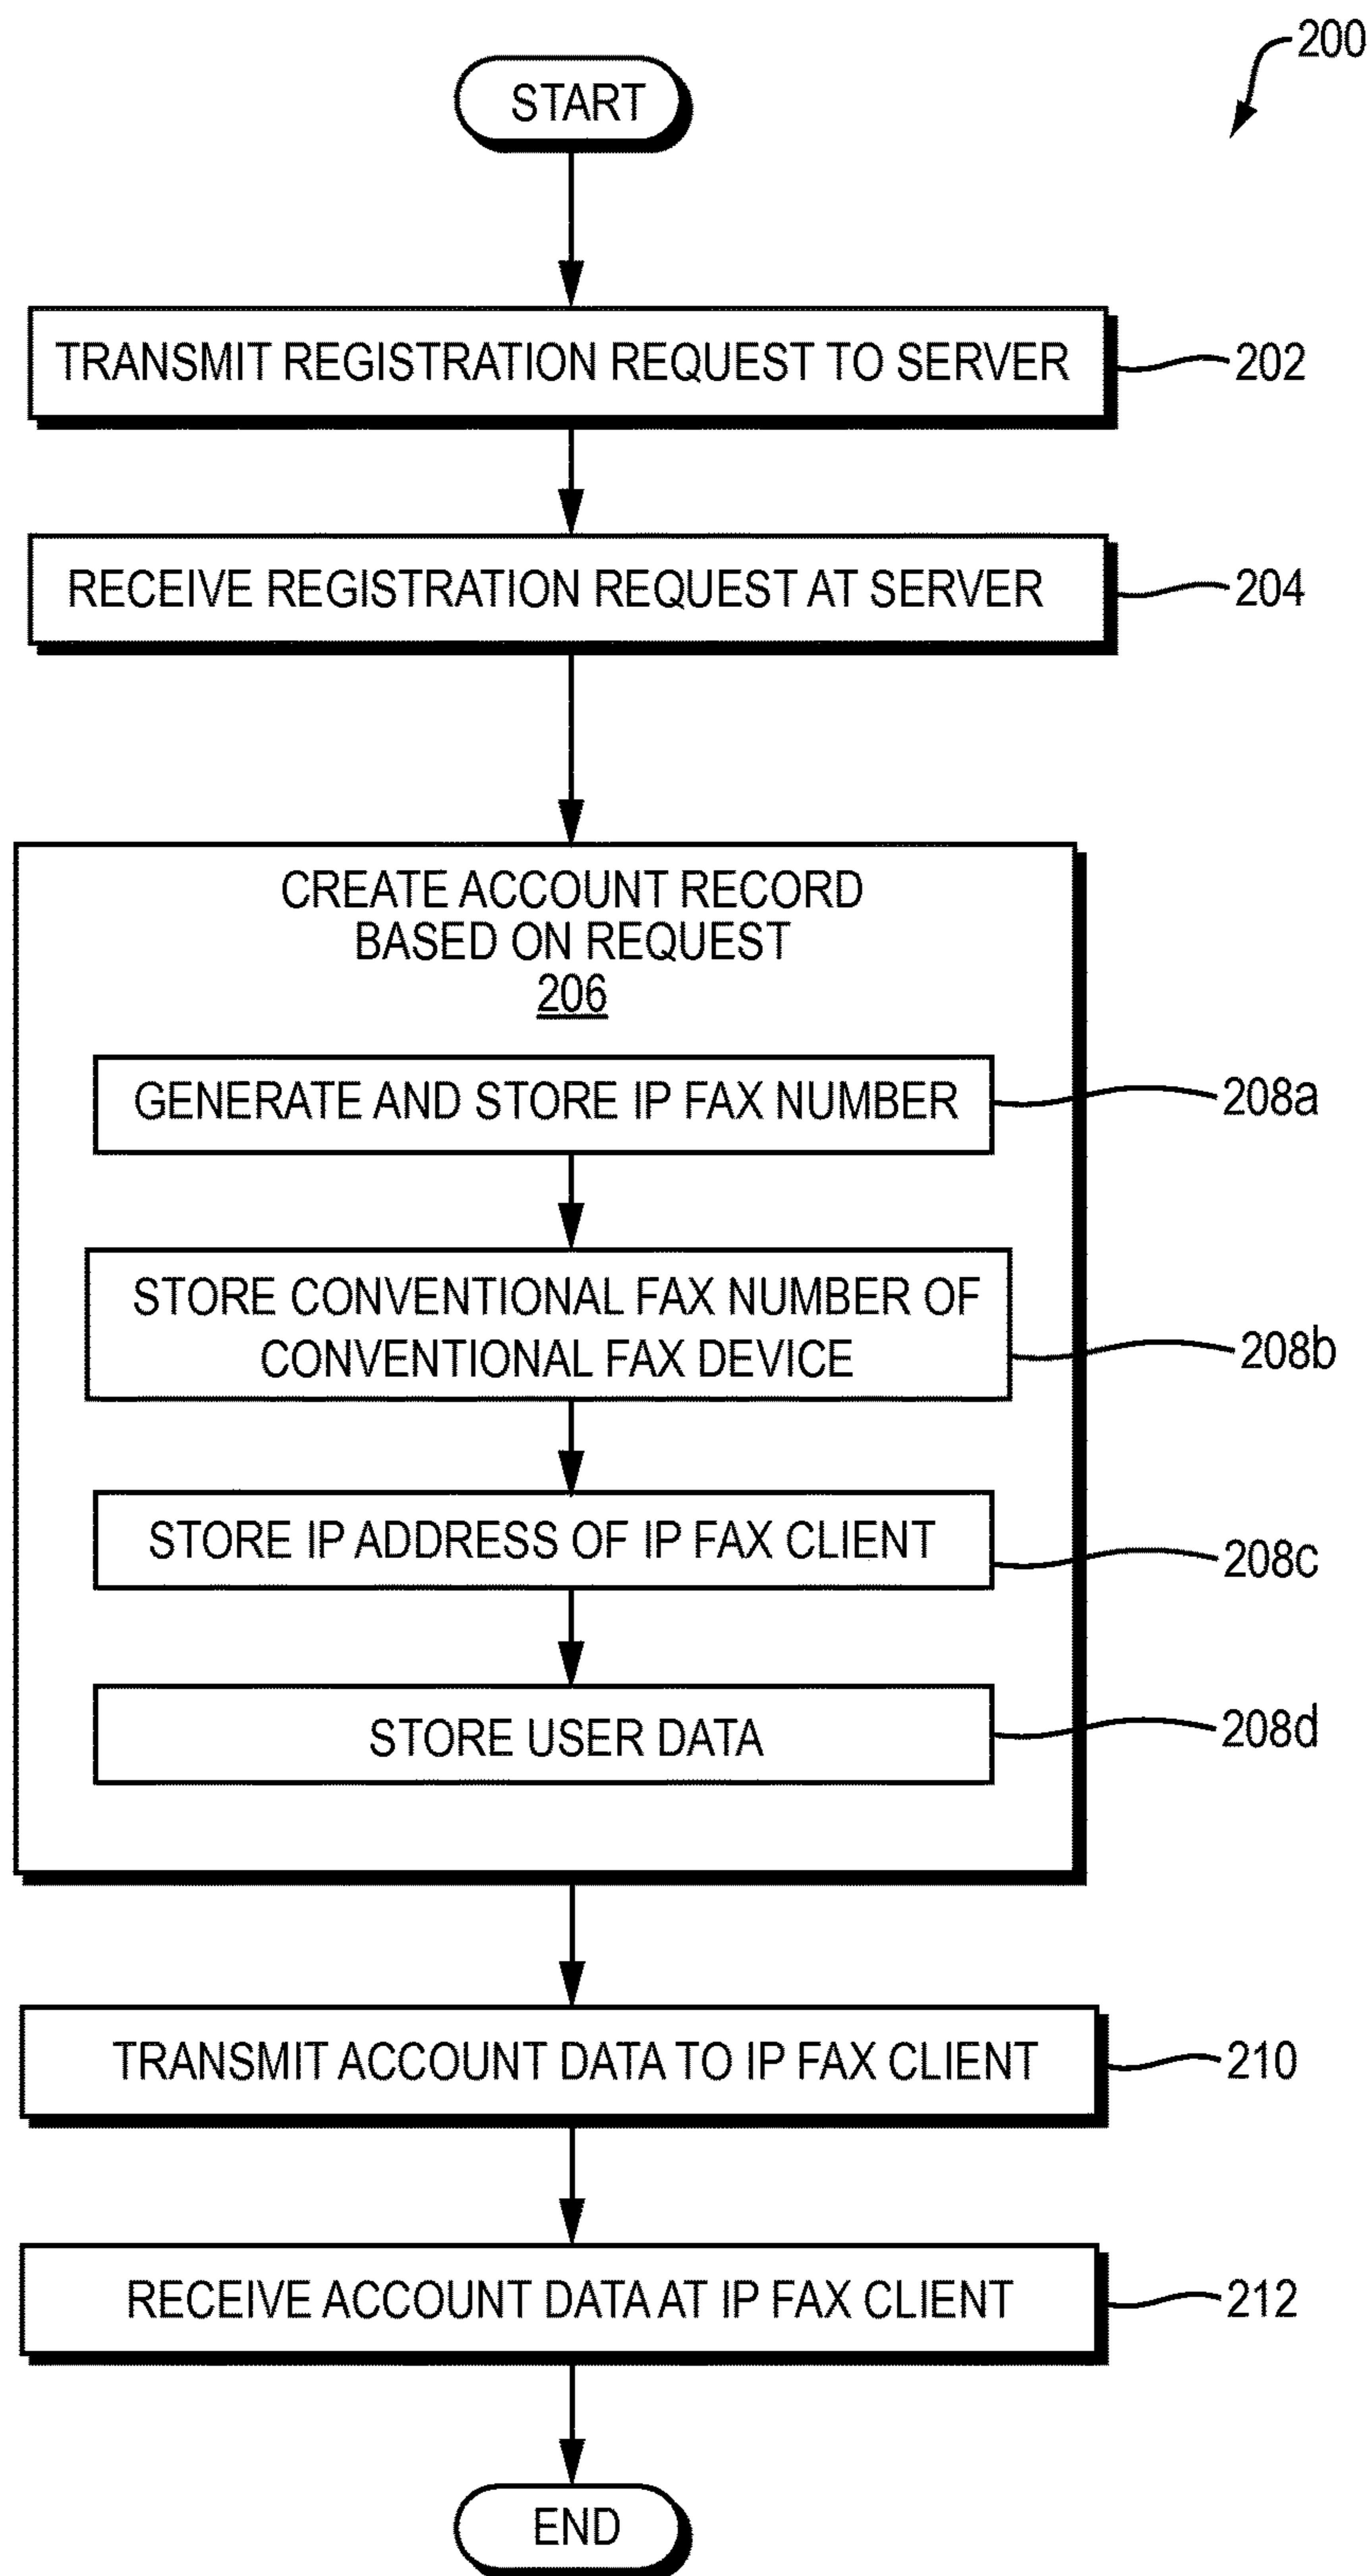 200
START
TRANSMIT REGISTRATION REQUEST TO SERVER
202
RECEIVE REGISTRATION REQUEST AT SERVER
204
CREATE ACCOUNT RECORD
BASED ON REQUEST
206
GENERATE AND STORE IP FAX NUMBER
208a
STORE CONVENTIONAL FAX NUMBER OF
CONVENTIONAL FAX DEVICE
208b
STORE IP ADDRESS OF IP FAX CLIENT
208c
STORE USER DATA
208d
TRANSMIT ACCOUNT DATA TO IP FAX CLIENT
210
RECEIVE ACCOUNT DATA AT IP FAX CLIENT
212
END